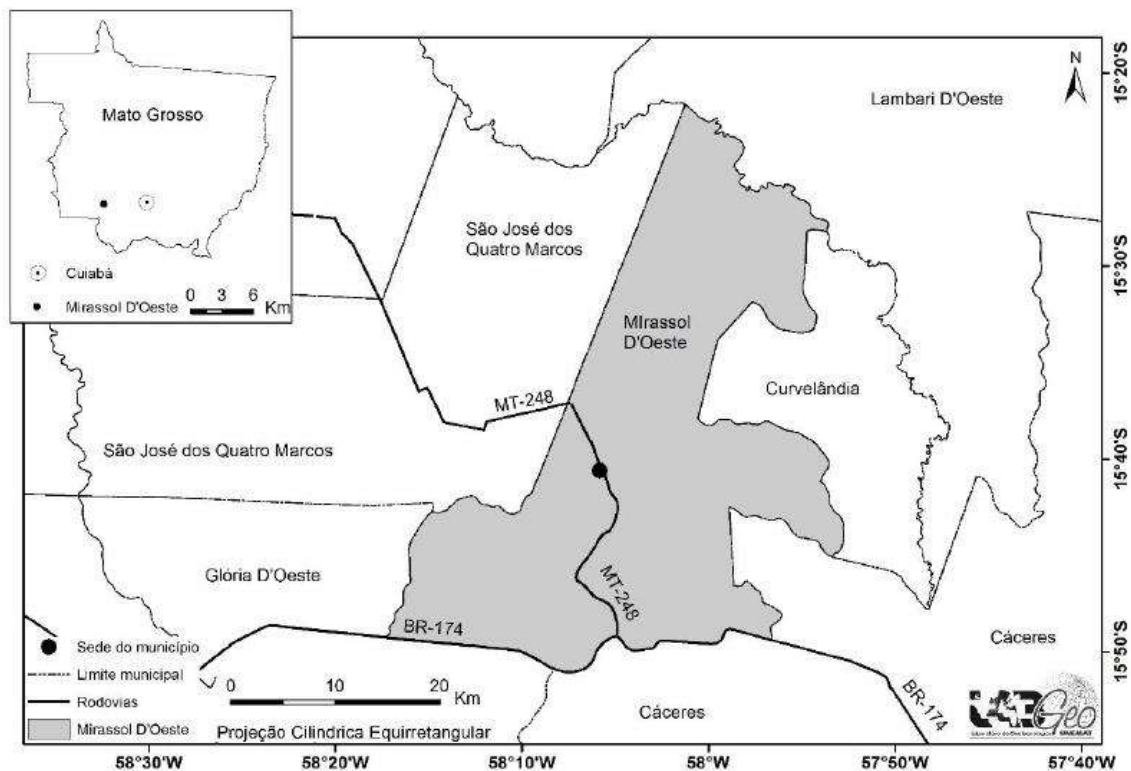 Mato Grosso
Cuiabá
Mirassol D'Oeste
0 3 6
Km
N
Lambari D'Oeste
São José dos
Quatro Marcos
MIrassol
D'Oeste
Curvelândia
MT-248
São José dos Quatro Marcos
Glória D'Oeste
MT-248
BR-174
Cáceres
Cáceres
BR-174
Sede do município
Limite municipal
Rodovias
Mirassol D'Oeste
0 10 20
Km
Projeção Cilindrica Equirretangular
Geo
UNEMAT
15°20'S
15°30'S
15°40'S
15°50'S
58°30'W
58°20'W
58°10'W
58°W
57°50'W
57°40'W